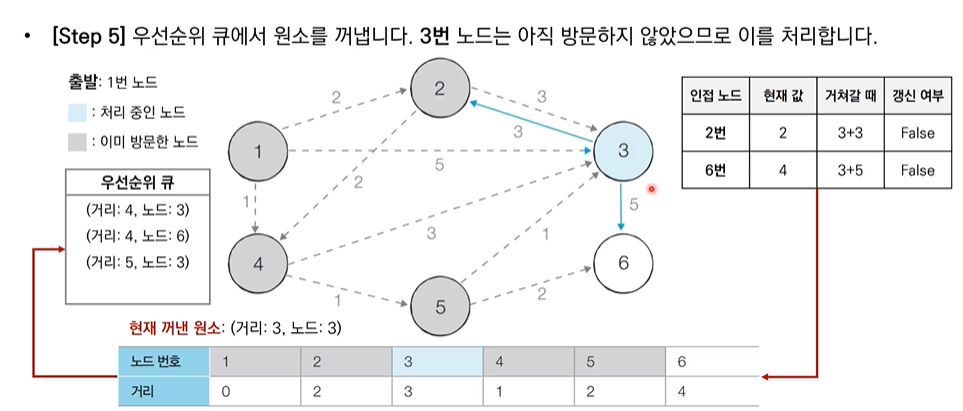 • [Step 5] 우선순위 큐에서 원소를 꺼냅니다. 3번 노드는 아직 방문하지 않았으므로 이를 처리합니다.
출발: 1번 노드
: 처리 중인 노드
: 이미 방문한 노드
우선순위 큐
(거리: 4, 노드: 3)
(거리: 4, 노드: 6)
(거리: 5, 노드: 3)
2
2
3
3
1
5
3
1
2
5
4
3
1
6
5
1
2
인접 노드 현재 값 거쳐갈 때 갱신 여부
2번 2 3+3 False
6번 4 3+5 False
현재 꺼낸 원소: (거리: 3, 노드: 3)
노드 번호 1 2 3 4 5 6
거리 0 2 3 1 2 4